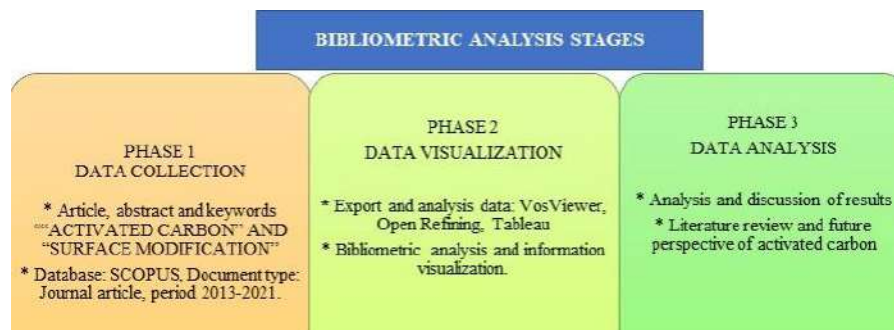 BIBLIOMETRIC ANALYSIS STAGES
PHASE 1
DATA COLLECTION
* Article, abstract and keywords
““ACTIVATED CARBON” AND
“SURFACE MODIFICATION”
* Database: SCOPUS, Document type:
Journal article, period 2013-2021.
PHASE 2
DATA VISUALIZATION
* Export and analysis data: VosViewer,
Open Refining, Tableau
* Bibliometric analysis and information
visualization.
PHASE 3
DATA ANALYSIS
* Analysis and discussion of results
* Literature review and future
perspective of activated carbon